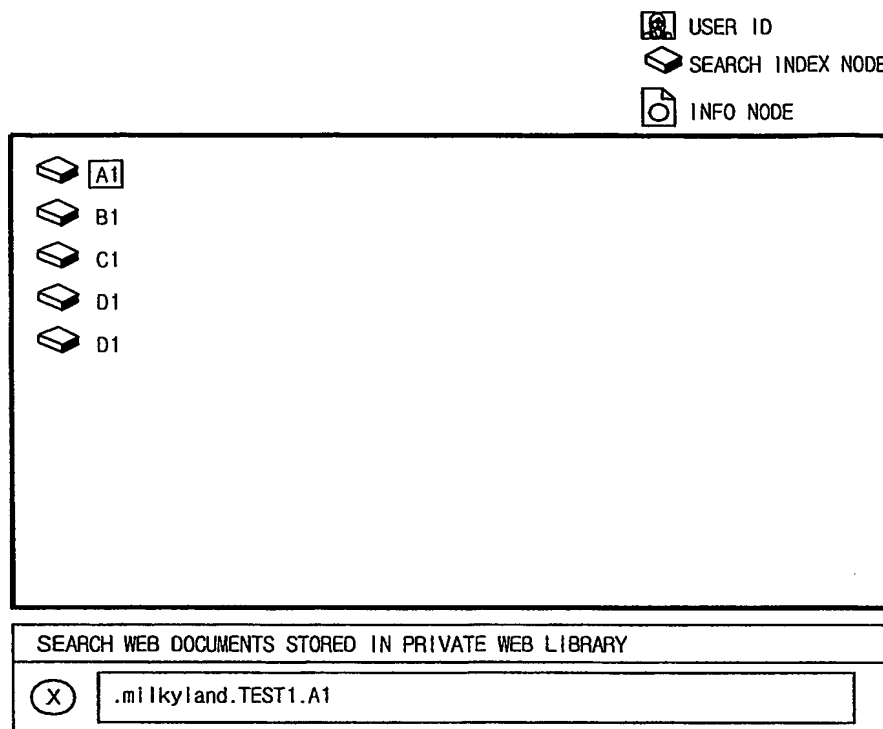 USER ID
SEARCH INDEX NODE
INFO NODE
A1
B1
C1
D1
D1
SEARCH WEB DOCUMENTS STORED IN PRIVATE WEB LIBRARY
X
.milkyland.TEST1.A1